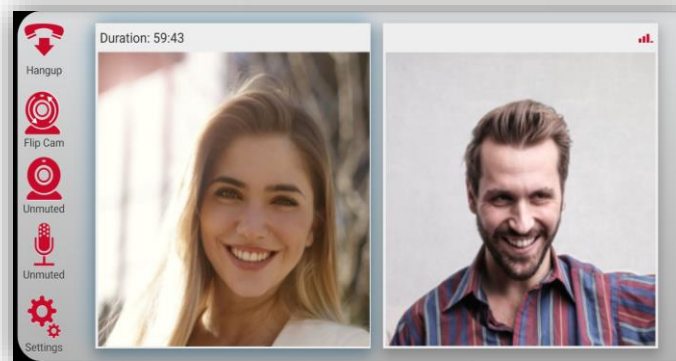 Duration: 59:43
Hangup
Flip Cam
Unmuted
Unmuted
Settings